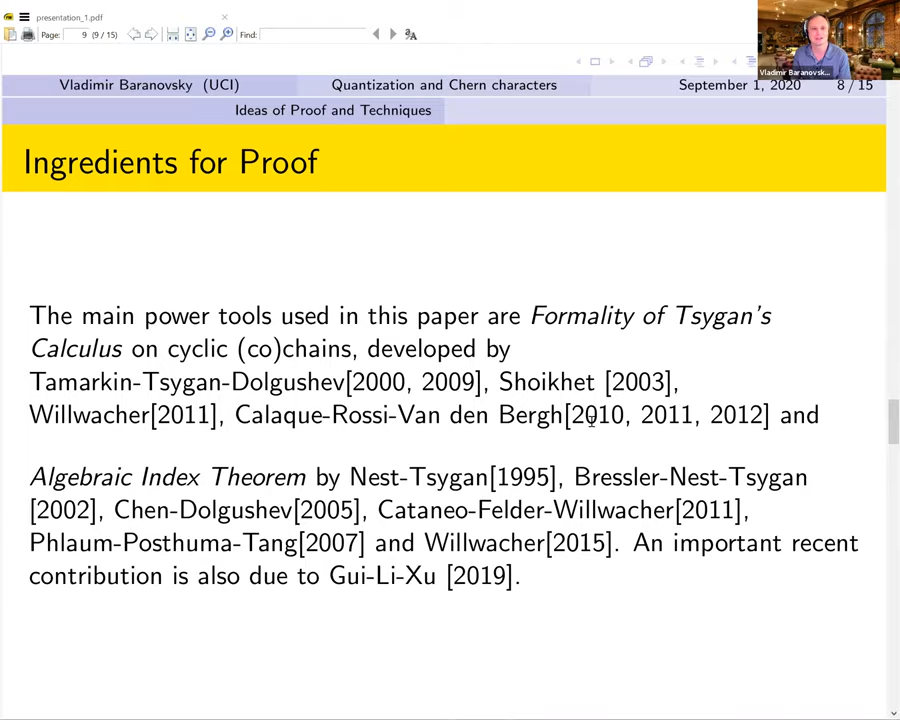 presentation_1.pdf
Page: 9 (9 / 15) Find:
Vladimir Baranovsk...
Vladimir Baranovsky (UCI) Quantization and Chern characters September 1, 2020 8 / 15
Ideas of Proof and Techniques
Ingredients for Proof
The main power tools used in this paper are Formality of Tsygan's
Calculus on cyclic (co)chains, developed by
Tamarkin-Tsygan-Dolgushev[2000, 2009], Shoikhet [2003],
Willwacher[2011], Calaque-Rossi-Van den Bergh[2010, 2011, 2012] and
Algebraic Index Theorem by Nest-Tsygan[1995], Bressler-Nest-Tsygan
[2002], Chen-Dolgushev[2005], Cataneo-Felder-Willwacher[2011],
Phlaum-Posthuma-Tang[2007] and Willwacher[2015]. An important recent
contribution is also due to Gui-Li-Xu [2019].